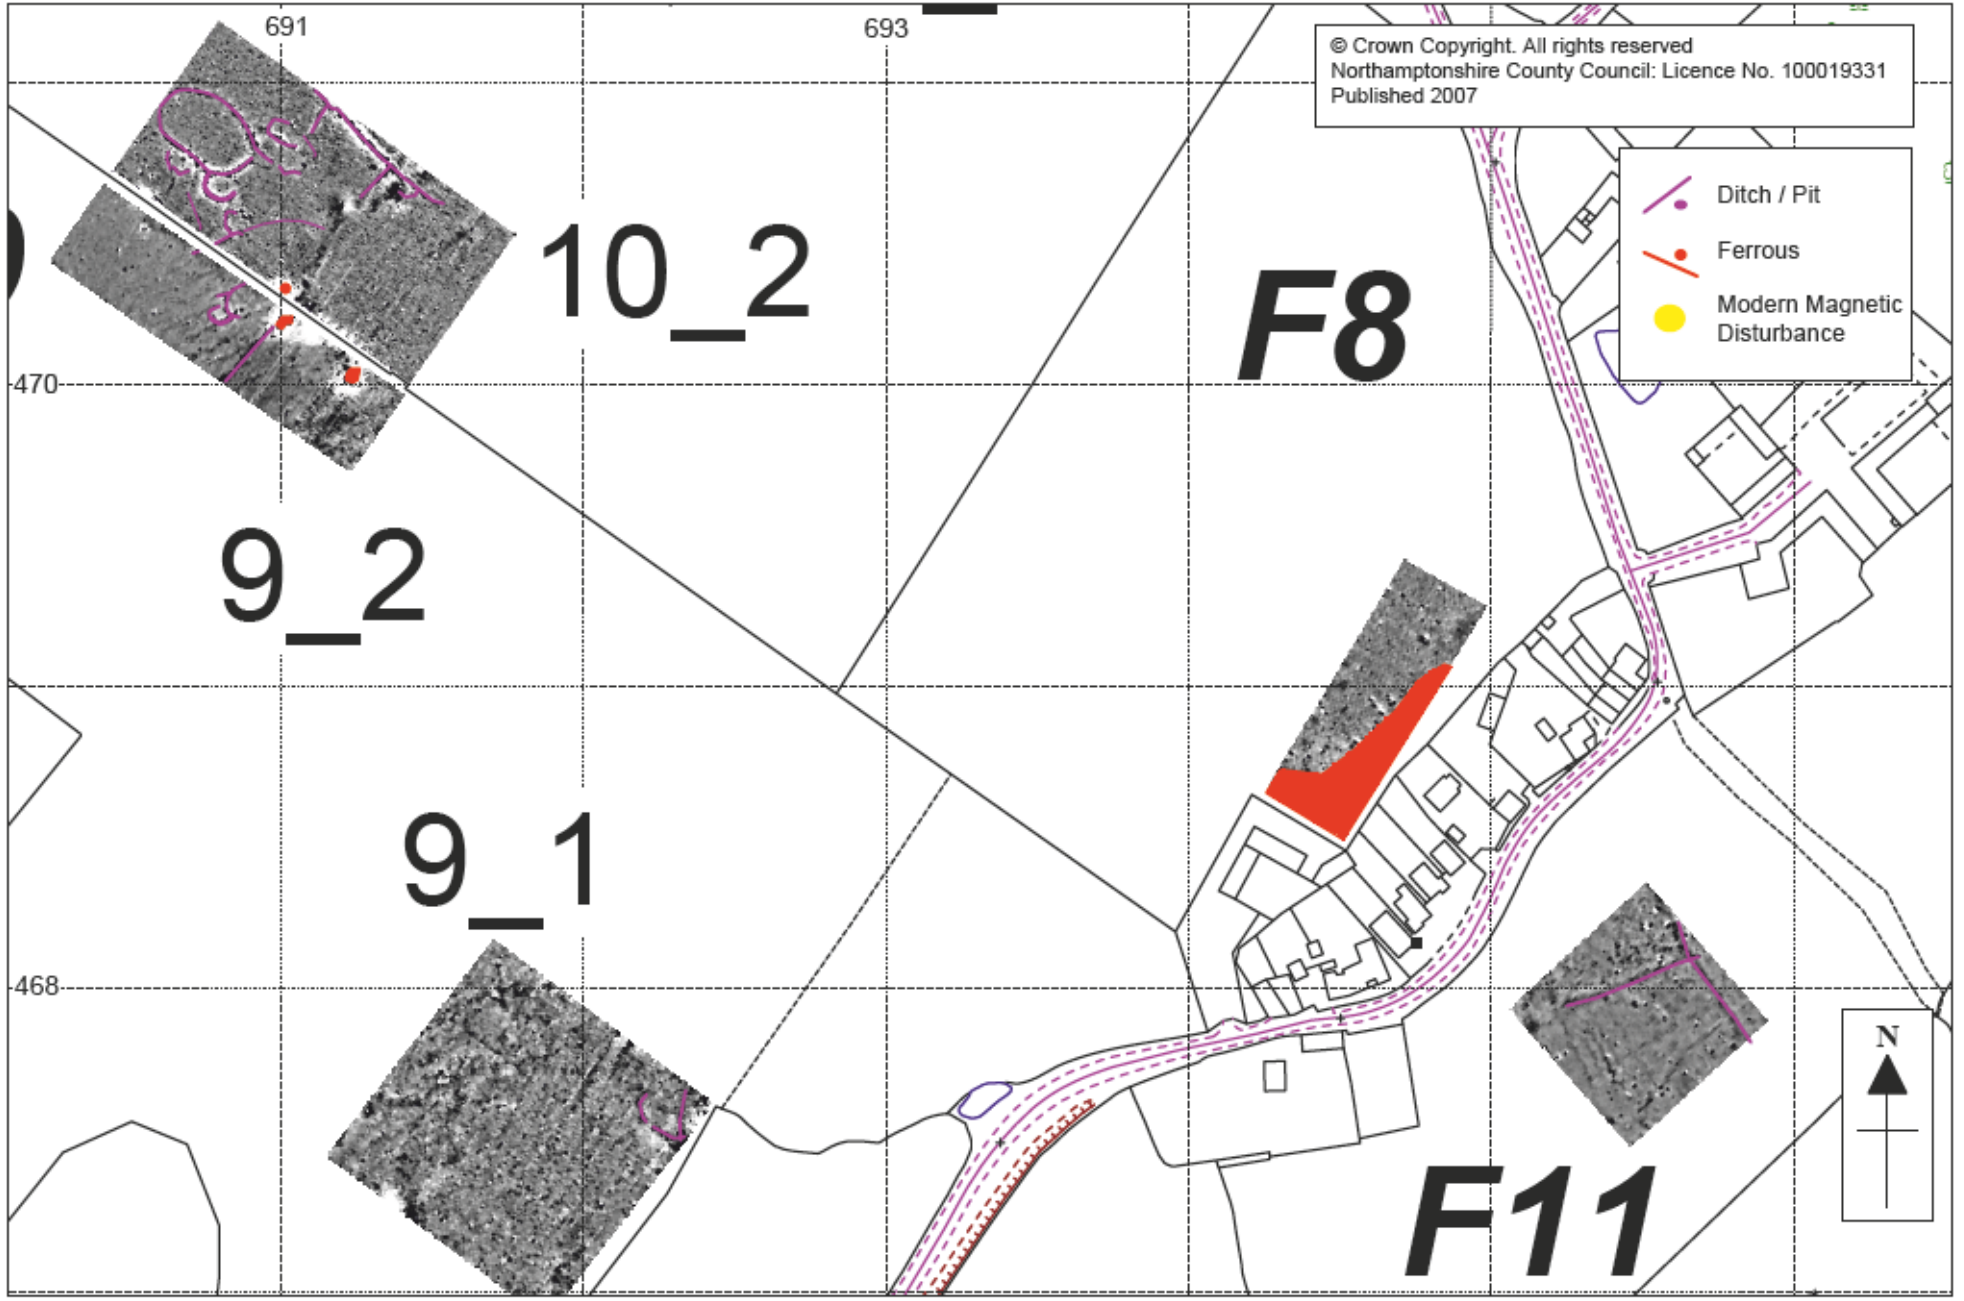 691
693
© Crown Copyright. All rights reserved
Northamptonshire County Council: Licence No. 100019331
Published 2007
Ditch / Pit
Ferrous
Modern Magnetic
Disturbance
10_2
F8
470
9_2
9_1
468
N
F11